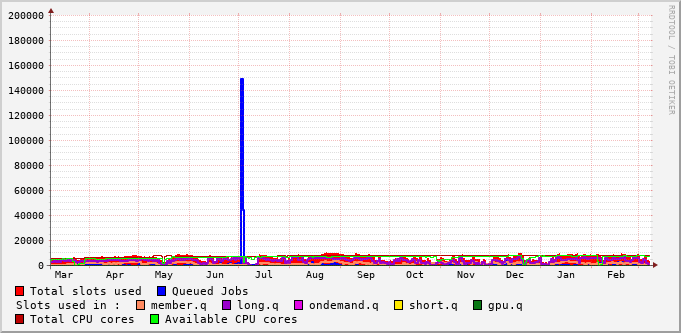 200000
180000
160000
140000
120000
100000
80000
60000
40000
20000
0
Mar Apr May Jun Jul Aug Sep Oct Nov Dec Jan Feb
Total slots used Queued Jobs
Slots used in : member.q long.q ondemand.q short.q gpu.q
Total CPU cores Available CPU cores
RRDTOOL / TOBI OETIKER